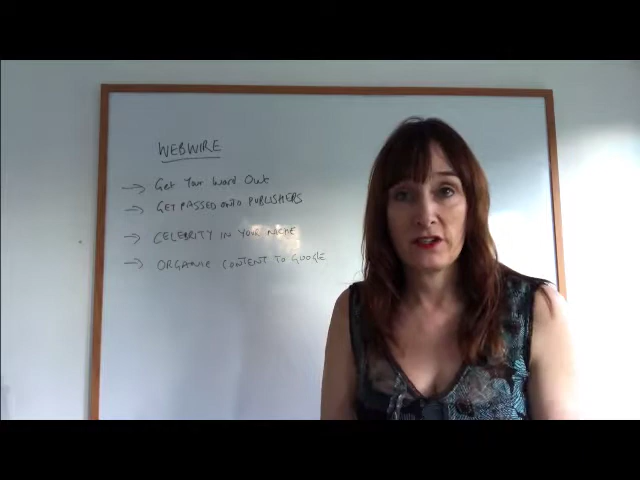 WEBWIRE
→ Get Your Word Out
→ GET PASSED ONTO PUBLISHERS
→ CELEBRITY IN YOUR NICHE
→ ORGANIC CONTENT TO GOOGLE